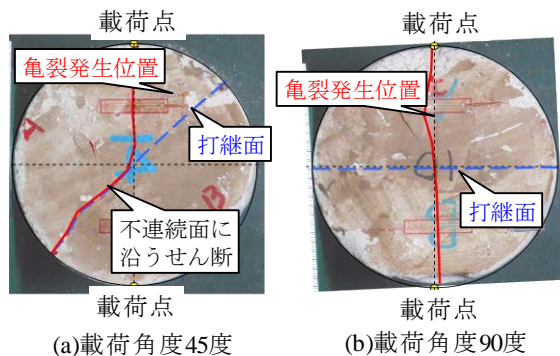 載荷点
載荷点
亀裂発生位置
打継面
不連続面に
沿うせん断
亀裂発生位置
打継面
A
B
載荷点
載荷点
(a)載荷角度45度
(b)載荷角度90度